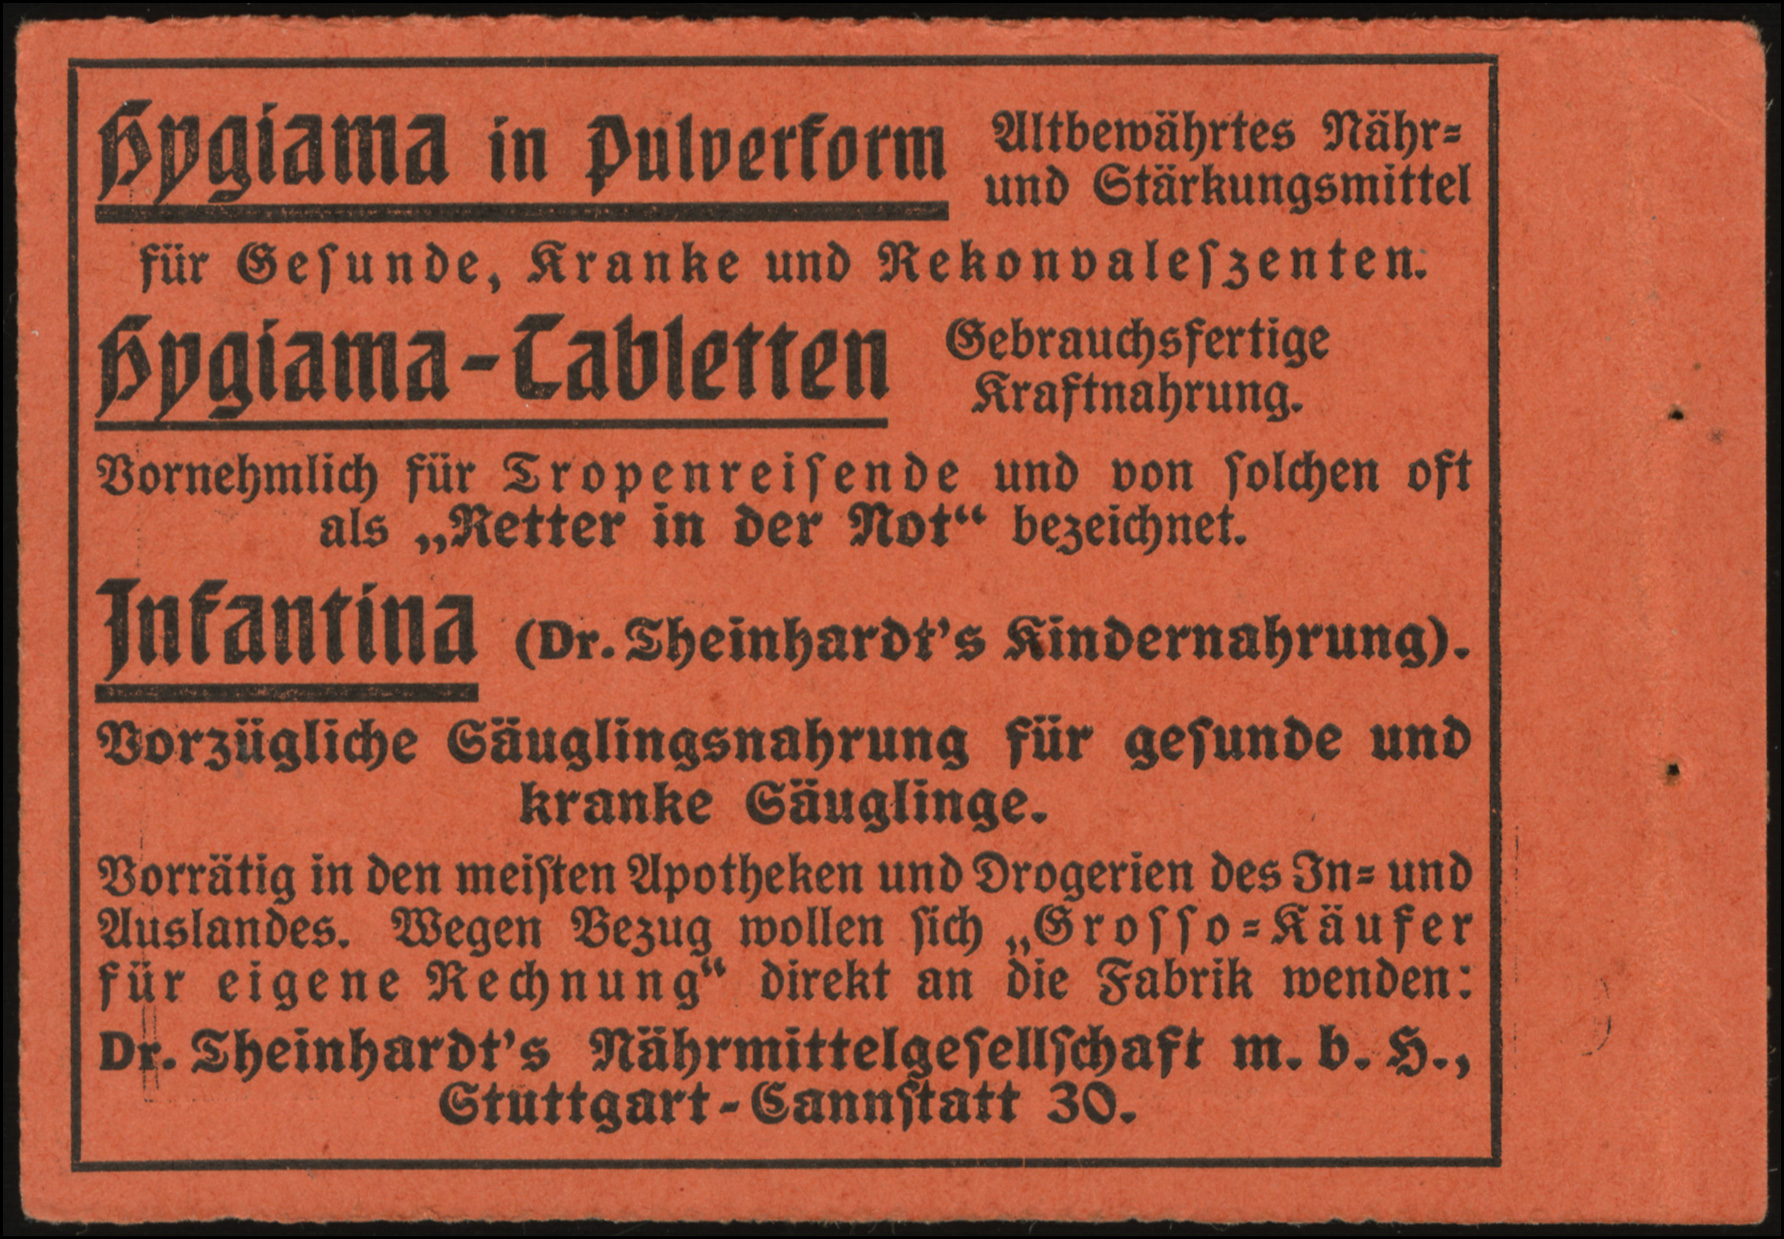 Hygiama in Pulverform
Altbewährtes Nähr-
und Stärkungsmittel
für Gesunde, Kranke und Rekonvaleszenten.
Hygiama-Tabletten
Gebrauchsfertige
Kraftnahrung.
Vornehmlich für Tropenreisende und von solchen oft
als „Retter in der Not“ bezeichnet.
Infantina (Dr. Theinhardt's Kindernahrung).
Vorzügliche Säuglingsnahrung für gesunde und
kranke Säuglinge.
Vorrätig in den meisten Apotheken und Drogerien des In- und
Auslandes. Wegen Bezug wollen sich „Grosso-Käufer
für eigene Rechnung“ direkt an die Fabrik wenden:
Dr. Theinhardt's Nährmittelgesellschaft m. b. H.,
Stuttgart-Cannstatt 30.